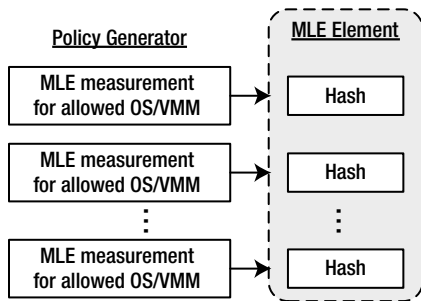 Policy Generator
MLE Element
MLE measurement
for allowed OS/VMM
Hash
MLE measurement
for allowed OS/VMM
Hash
MLE measurement
for allowed OS/VMM
Hash